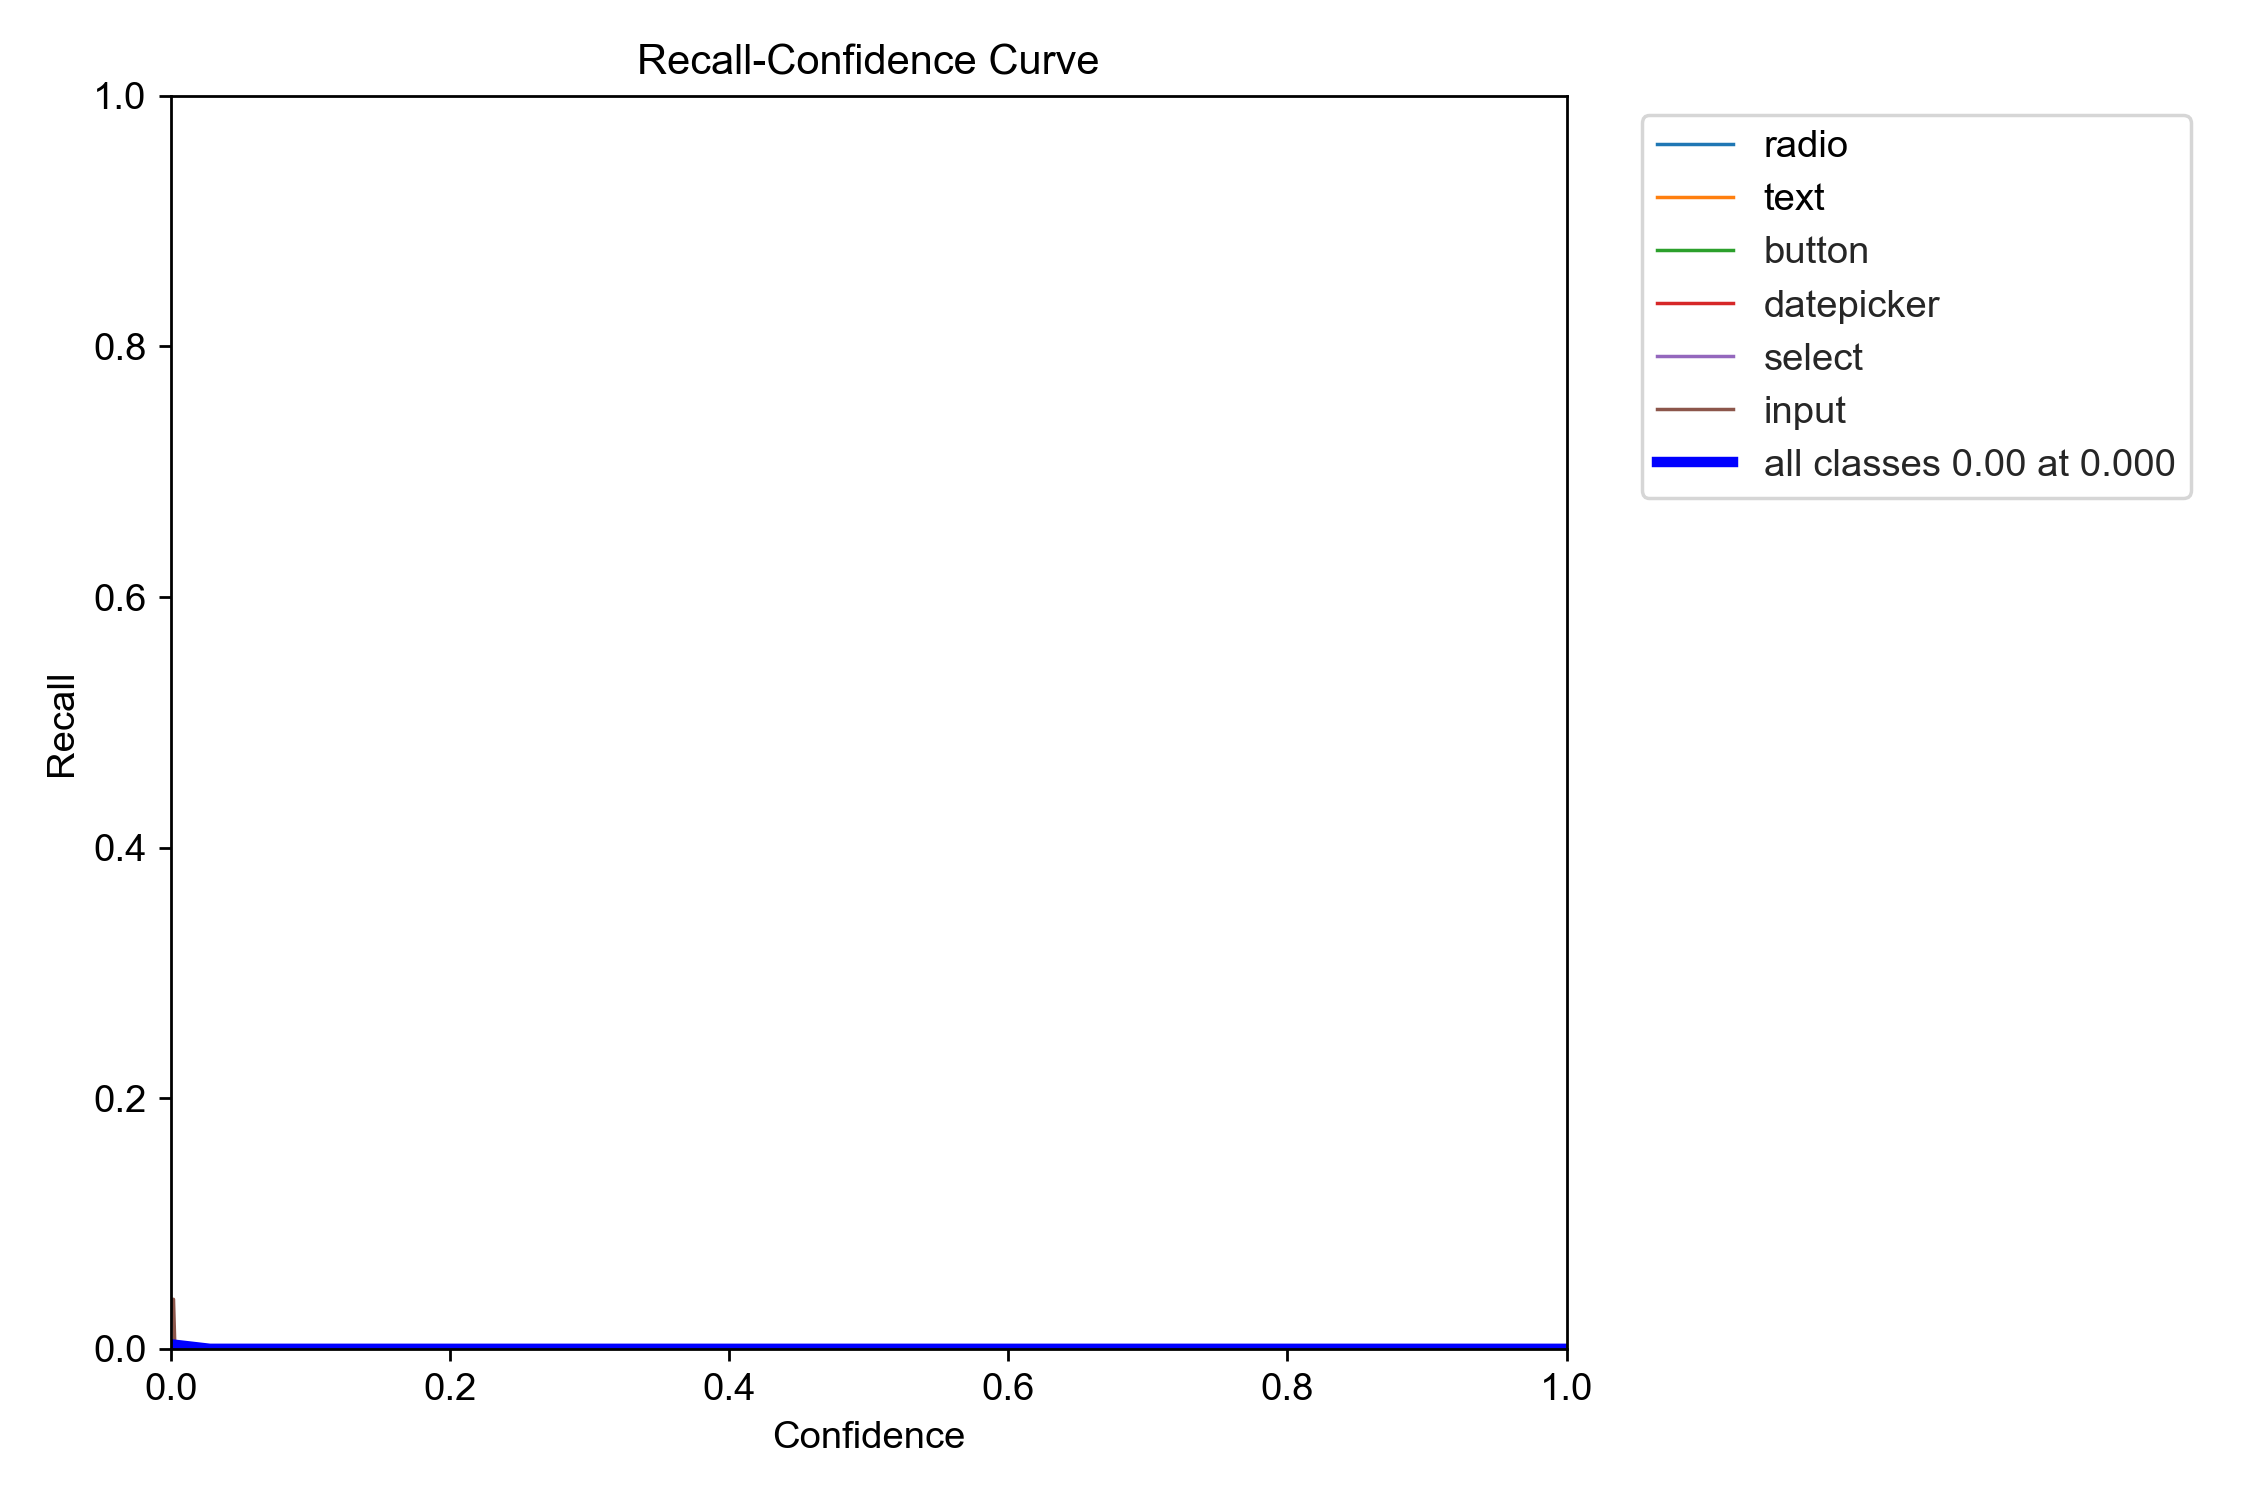 Recall-Confidence Curve
1.0
0.8
0.6
0.4
0.2
0.0
Recall
0.0 0.2 0.4 0.6 0.8 1.0
Confidence
radio
text
button
datepicker
select
input
all classes 0.00 at 0.000